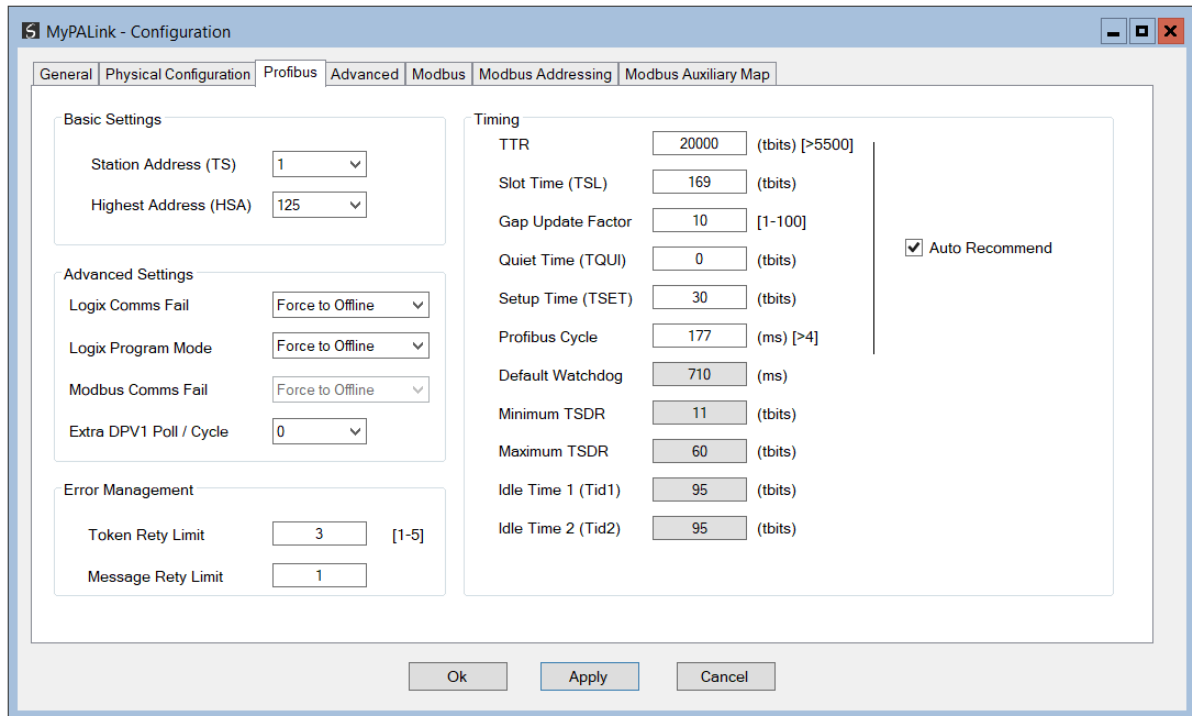 MyPALink - Configuration
General Physical Configuration Profibus Advanced Modbus Modbus Addressing Modbus Auxiliary Map
Basic Settings
Station Address (TS) 1
Highest Address (HSA) 125
Advanced Settings
Logix Comms Fail Force to Offline
Logix Program Mode Force to Offline
Modbus Comms Fail Force to Offline
Extra DPV1 Poll / Cycle 0
Error Management
Token Rety Limit 3 [1-5]
Message Rety Limit 1
Timing
TTR 20000 (tbits) [>5500]
Slot Time (TSL) 169 (tbits)
Gap Update Factor 10 [1-100]
Quiet Time (TQUI) 0 (tbits)
Setup Time (TSET) 30 (tbits)
Profibus Cycle 177 (ms) [>4]
Default Watchdog 710 (ms)
Minimum TSDR 11 (tbits)
Maximum TSDR 60 (tbits)
Idle Time 1 (Tid1) 95 (tbits)
Idle Time 2 (Tid2) 95 (tbits)
Auto Recommend
Ok Apply Cancel